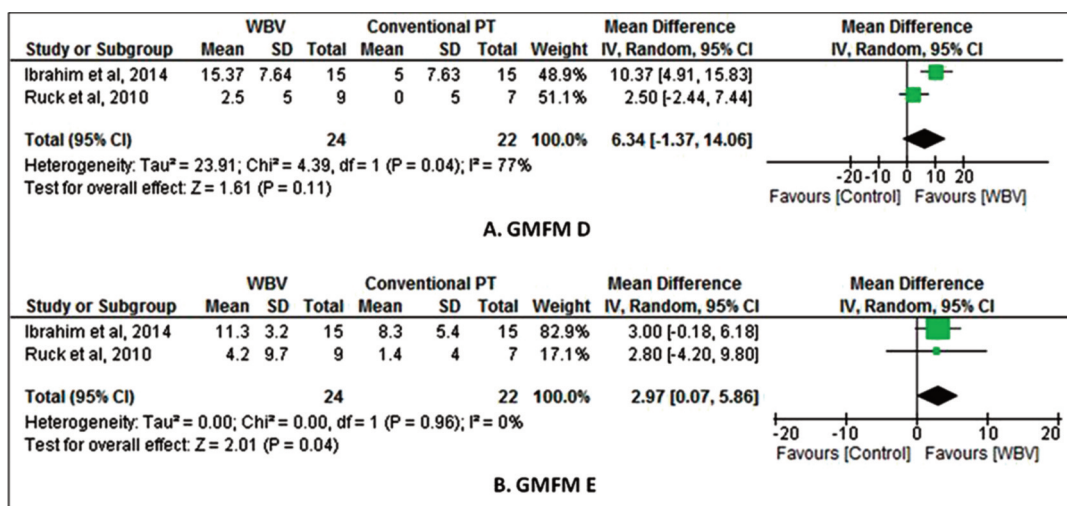 A
WBV Conventional PT Mean Difference Mean Difference
Study or Subgroup Mean SD Total Mean SD Total Weight IV, Random, 95% CI IV, Random, 95% CI
Ibrahim et al, 2014 15.37 7.64 15 5 7.63 15 48.9% 10.37 [4.91, 15.83]
Ruck et al, 2010 2.5 5 9 0 5 7 51.1% 2.50 [-2.44, 7.44]
Total (95% CI) 24 22 100.0% 6.34 [-1.37, 14.06]
Heterogeneity: Tau² = 23.91; Chi² = 4.39, df = 1 (P = 0.04); I² = 77%
Test for overall effect: Z = 1.61 (P = 0.11)
-20 -10 0 10 20
Favours [Control] Favours [WBV]
A. GMFM D
WBV Conventional PT Mean Difference Mean Difference
Study or Subgroup Mean SD Total Mean SD Total Weight IV, Random, 95% CI IV, Random, 95% CI
Ibrahim et al, 2014 11.3 3.2 15 8.3 5.4 15 82.9% 3.00 [-0.18, 6.18]
Ruck et al, 2010 4.2 9.7 9 1.4 4 7 17.1% 2.80 [-4.20, 9.80]
Total (95% CI) 24 22 100.0% 2.97 [0.07, 5.86]
Heterogeneity: Tau² = 0.00; Chi² = 0.00, df = 1 (P = 0.96); I² = 0%
Test for overall effect: Z = 2.01 (P = 0.04)
-20 -10 0 10 20
Favours [Control] Favours [WBV]
B. GMFM E